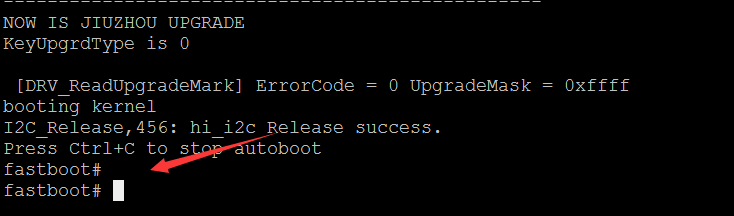 ------------------------------------------------
NOW IS JIUZHOU UPGRADE
KeyUpgrdType is 0
[DRV_ReadUpgradeMark] ErrorCode = 0 UpgradeMask = 0xffff
booting kernel
I2C_Release,456: hi_i2c Release success.
Press Ctrl+C to stop autoboot
fastboot#
fastboot#